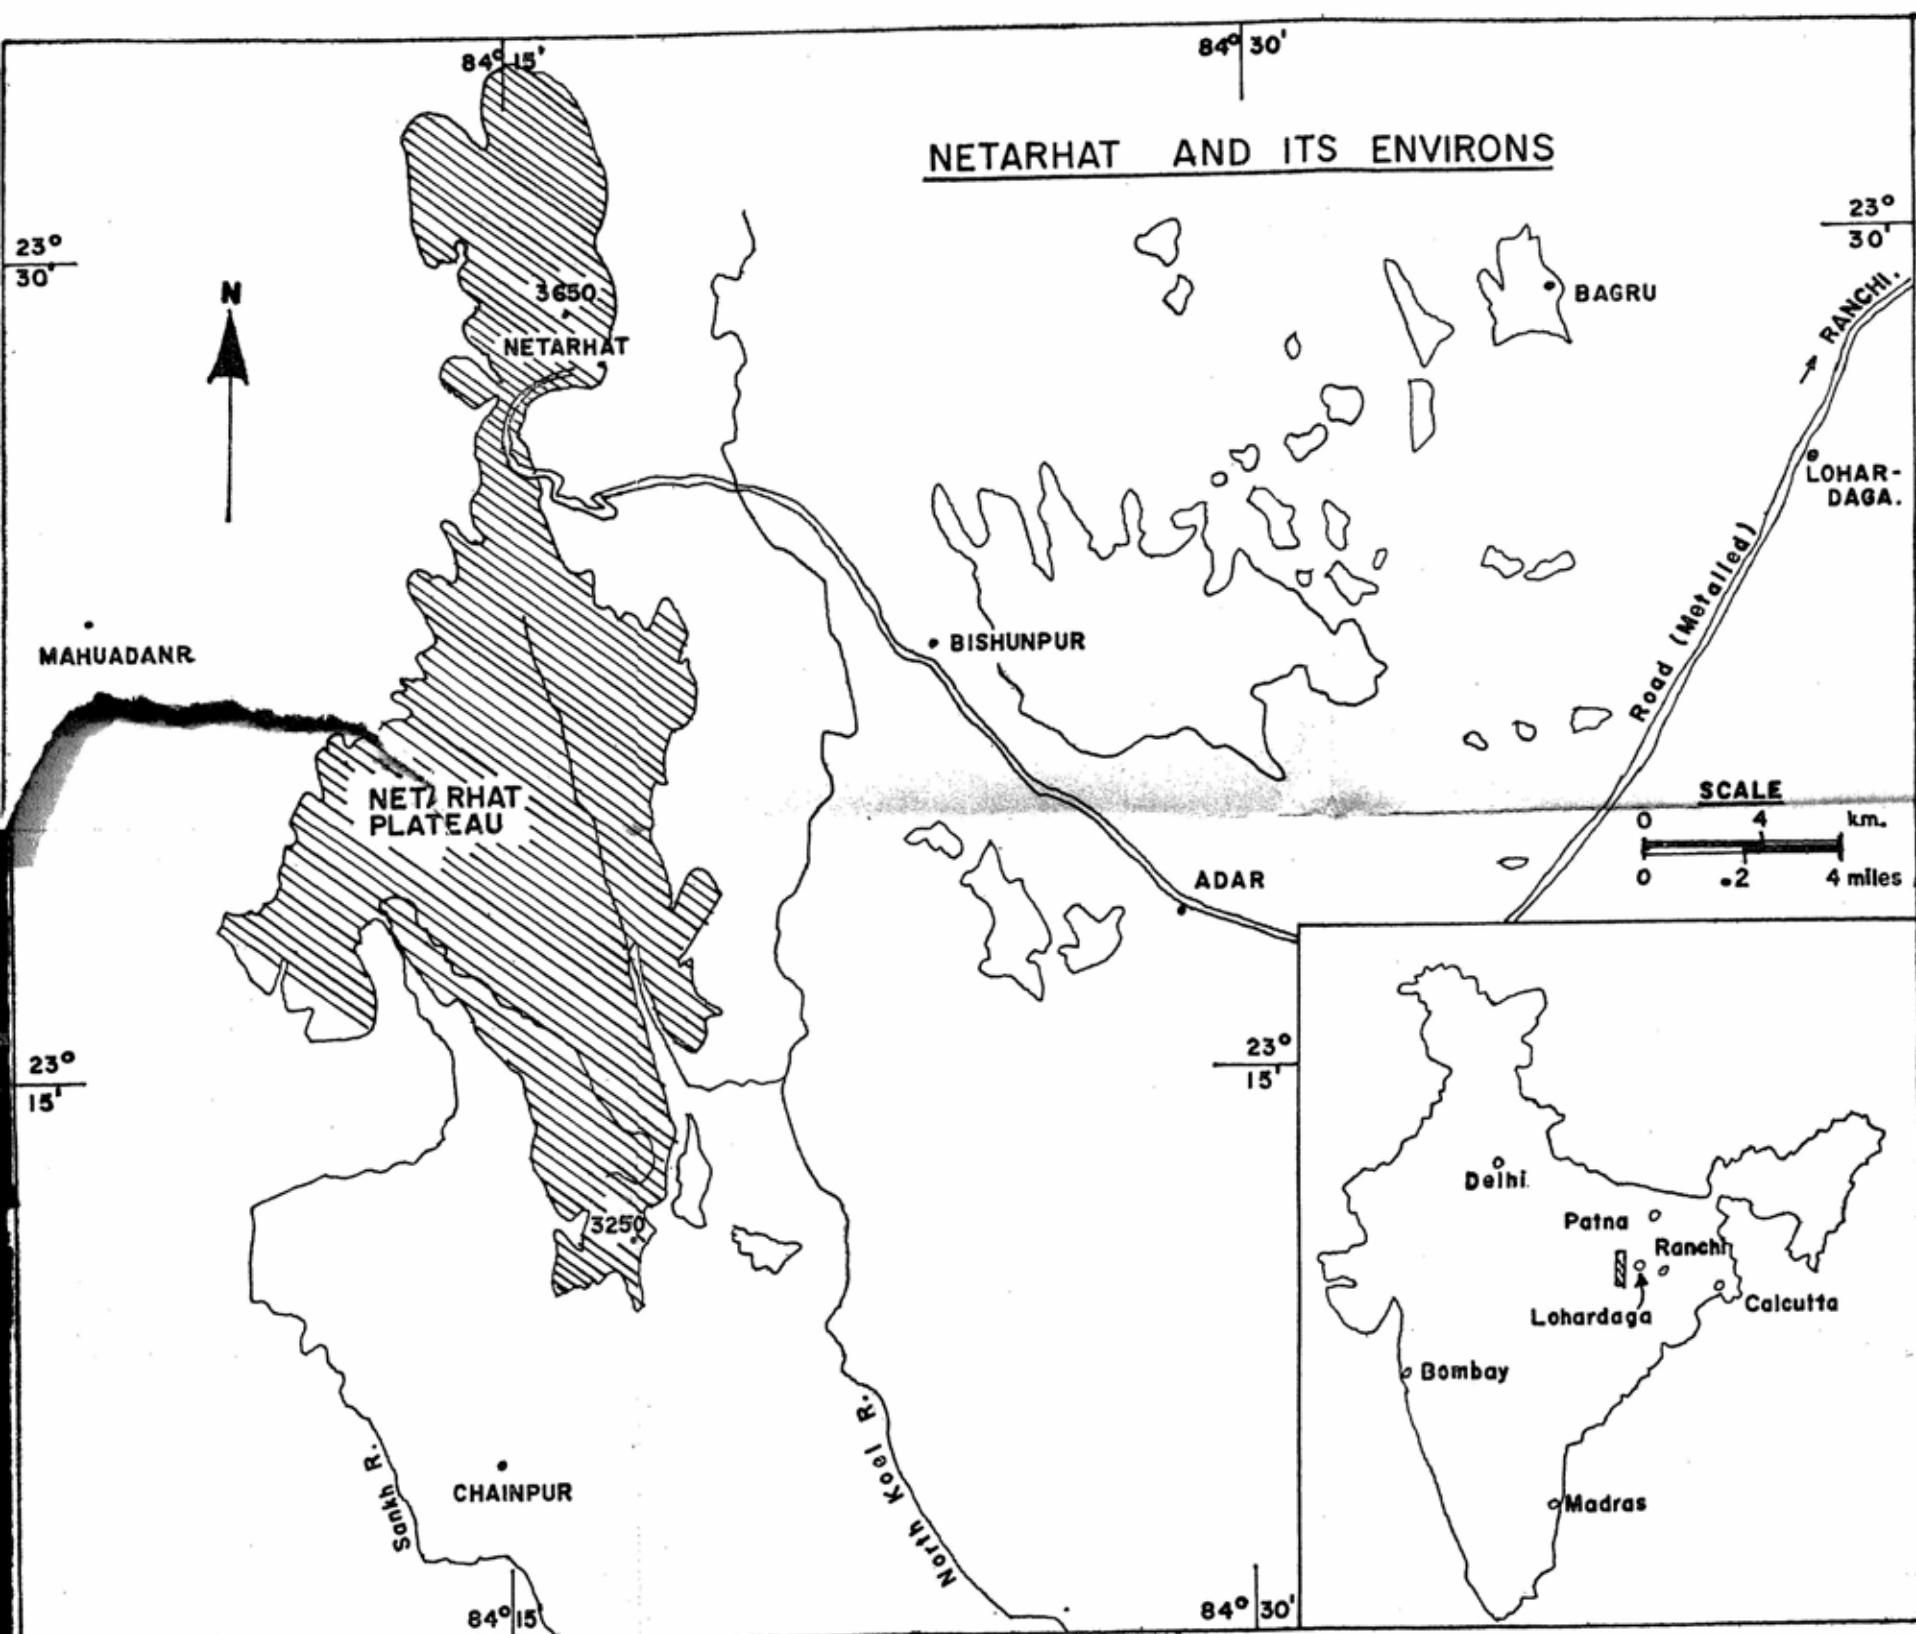 84° 15'
84° 30'
NETARHAT AND ITS ENVIRONS
23°
30'
23°
30'
N
3650
NETARHAT
BAGRU
RANCHI.
LOHAR-
DAGA.
Road (Metalled)
MAHUADANR
BISHUNPUR
NETARHAT
PLATEAU
SCALE
0 4 km.
0 2 4 miles
ADAR
23°
15'
23°
15'
3250
Sankh R.
CHAINPUR
North Koel R.
84° 15'
84° 30'
Delhi
Patna
Ranchi
Lohardaga
Calcutta
Bombay
Madras